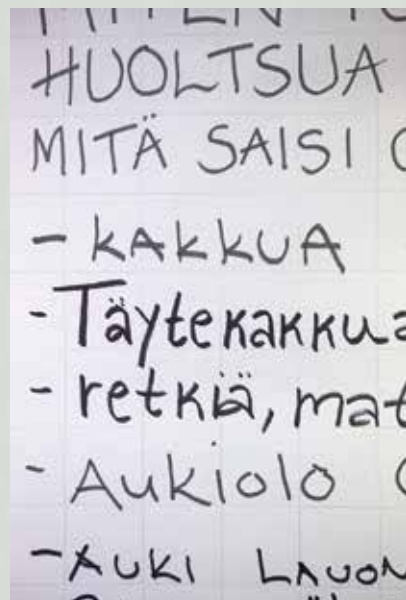 HUOLTSUA
MITÄ SAISI
- KAKKUA
- Täytekakkua
- retkiä, mat
- Aukiolo
- AUKI LAUON